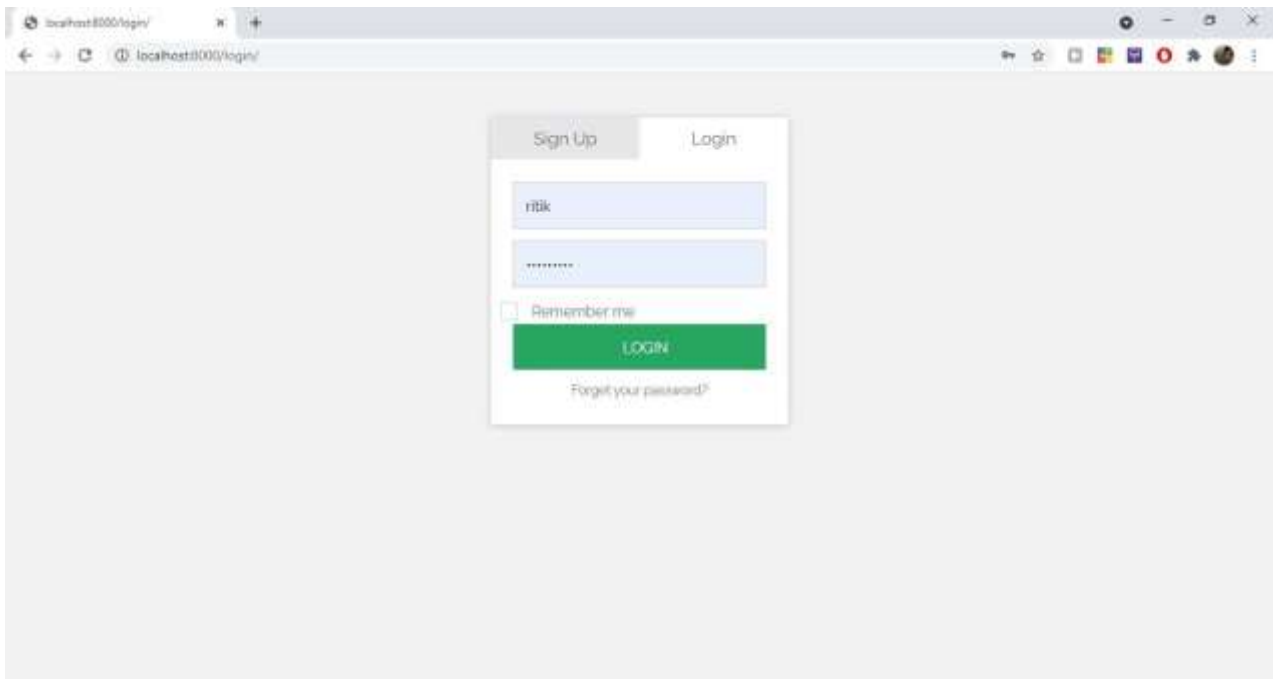 localhost:8000/login/
localhost:8000/login/
Sign Up
Login
ritik
•••••••••
Remember me
LOGIN
Forget your password?